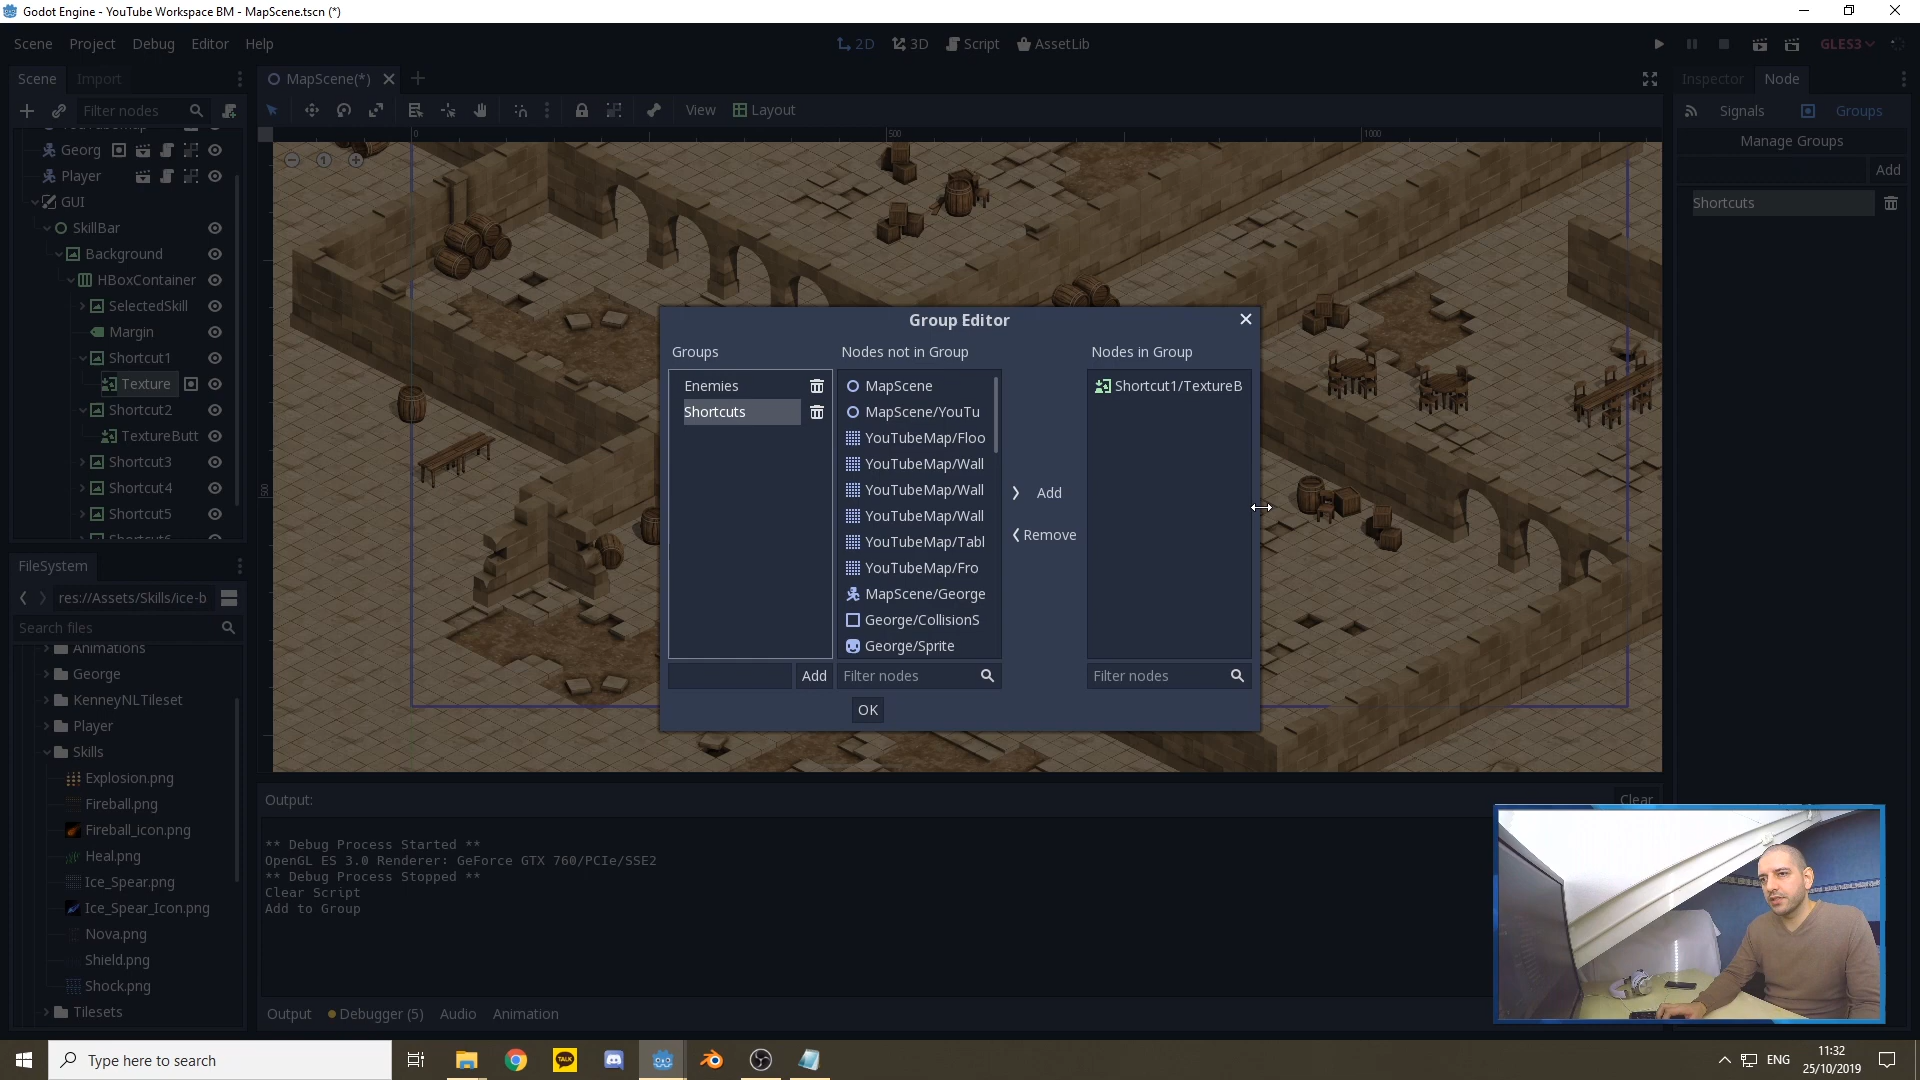 Godot Engine - YouTube Workspace BM - MapScene.tscn (*)
Scene Project Debug Editor Help
2D 3D Script AssetLib
GLES3
Scene Import
MapScene(*)
Inspector Node
Filter nodes
View Layout
Signals Groups
Manage Groups
Add
Shortcuts
0 500 1000
500
Georg
Player
GUI
SkillBar
Background
HBoxContainer
SelectedSkill
Margin
Shortcut1
Texture
Shortcut2
TextureButt
Shortcut3
Shortcut4
Shortcut5
Group Editor
Groups
Enemies
Shortcuts
Add
Nodes not in Group
MapScene
MapScene/YouTu
YouTubeMap/Floo
YouTubeMap/Wall
YouTubeMap/Wall
YouTubeMap/Wall
YouTubeMap/Tabl
YouTubeMap/Fro
MapScene/George
George/CollisionS
George/Sprite
Filter nodes
Add
Remove
Nodes in Group
Shortcut1/TextureB
Filter nodes
OK
FileSystem
res://Assets/Skills/ice-b
Search files
Animations
George
KenneyNLTileset
Player
Skills
Explosion.png
Fireball.png
Fireball_icon.png
Heal.png
Ice_Spear.png
Ice_Spear_Icon.png
Nova.png
Shield.png
Shock.png
Tilesets
Output:
Clear
** Debug Process Started **
OpenGL ES 3.0 Renderer: GeForce GTX 760/PCIe/SSE2
** Debug Process Stopped **
Clear Script
Add to Group
Output Debugger (5) Audio Animation
Type here to search
TALK
ENG
11:32
25/10/2019